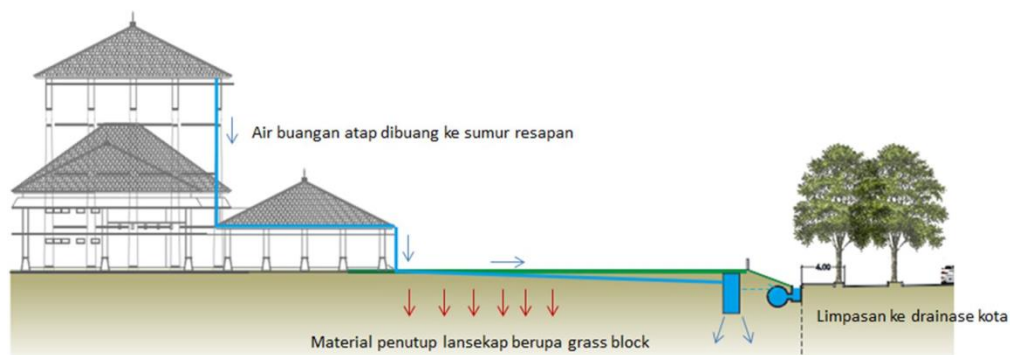 Air buangan atap dibuang ke sumur resapan
4.00
Limpasan ke drainase kota
Material penutup lansekap berupa grass block